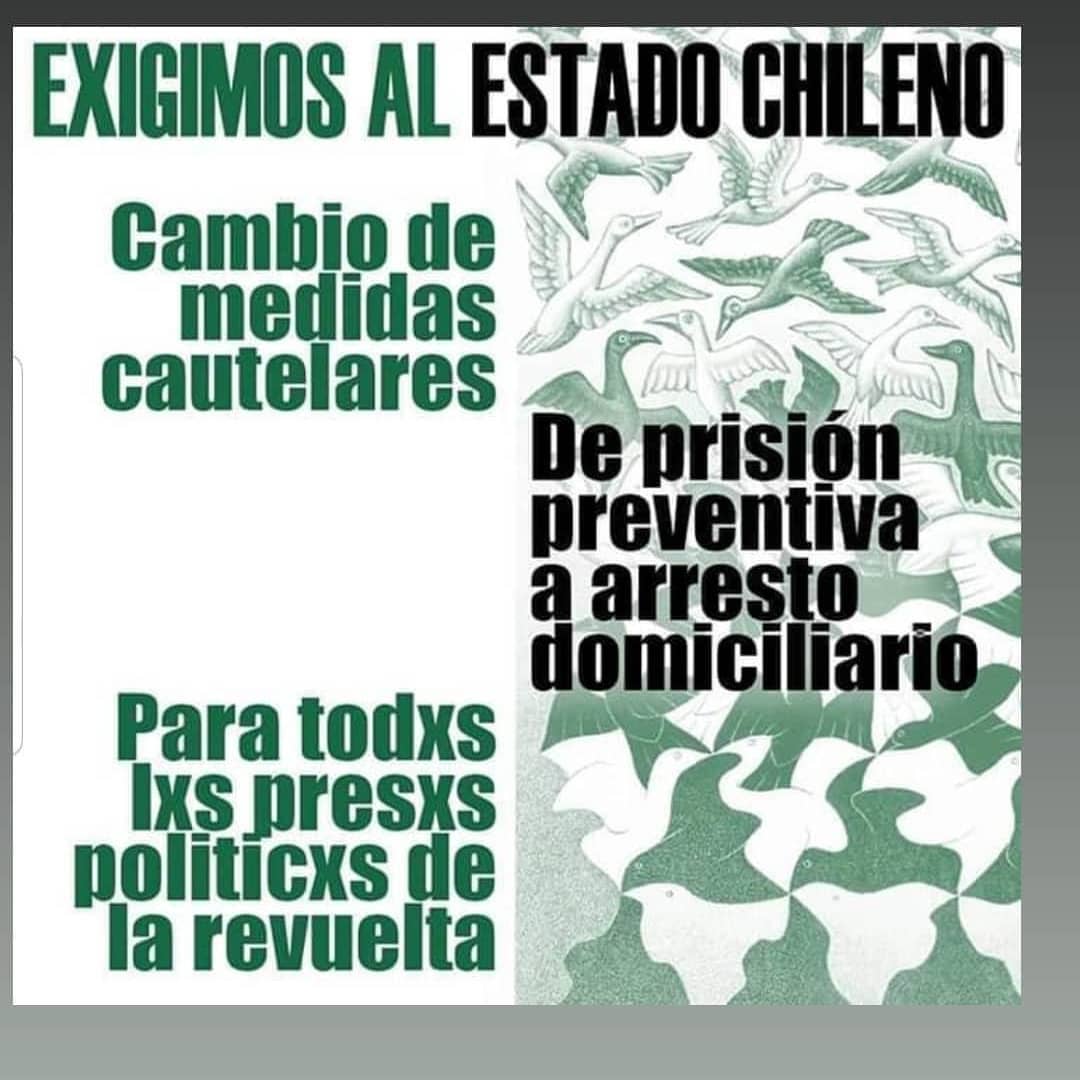 EXIGIMOS AL ESTADO CHILENO
Cambio de
medidas
cautelares
De prisión
preventiva
a arresto
domiciliario
Para todxs
lxs presxs
politicxs de
la revuelta